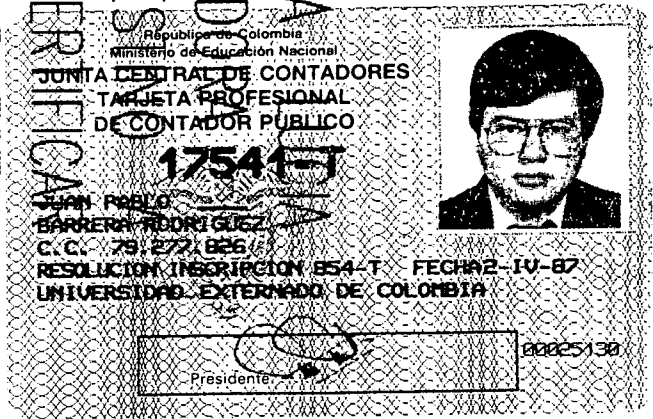 República de Colombia
Ministerio de Educación Nacional
JUNTA CENTRAL DE CONTADORES
TARJETA PROFESIONAL
DE CONTADOR PUBLICO
17541-T
JUAN PABLO
BARRERA RODRIGUEZ
C.C. 79.277.826
RESOLUCION INSCRIPCION 854-T FECHA2-IV-87
UNIVERSIDAD EXTERNADO DE COLOMBIA
00025130
Presidente